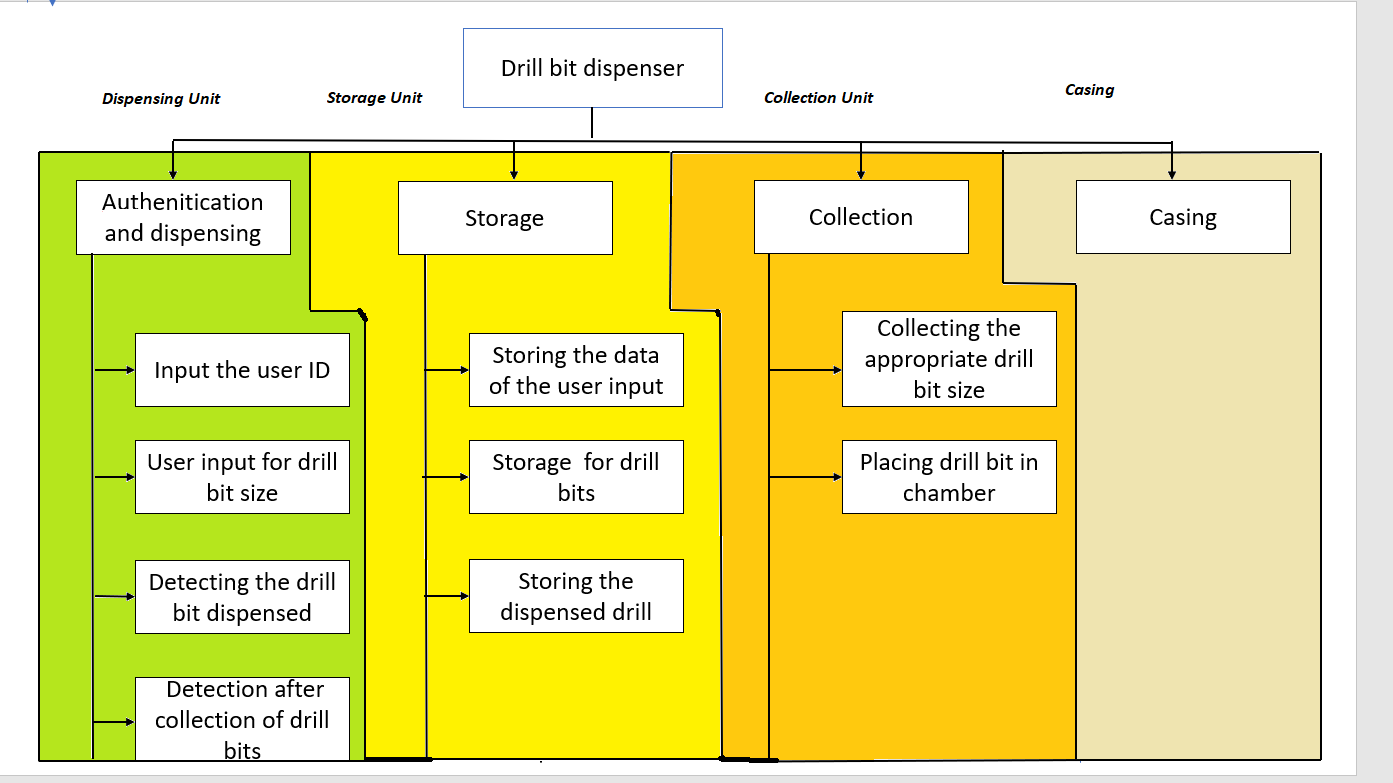 Drill bit dispenser
Dispensing Unit
Storage Unit
Collection Unit
Casing
Authenitication
and dispensing
Storage
Collection
Casing
Input the user ID
Storing the data
of the user input
Collecting the
appropriate drill
bit size
User input for drill
bit size
Storage for drill
bits
Placing drill bit in
chamber
Detecting the drill
bit dispensed
Storing the
dispensed drill
Detection after
collection of drill
bits